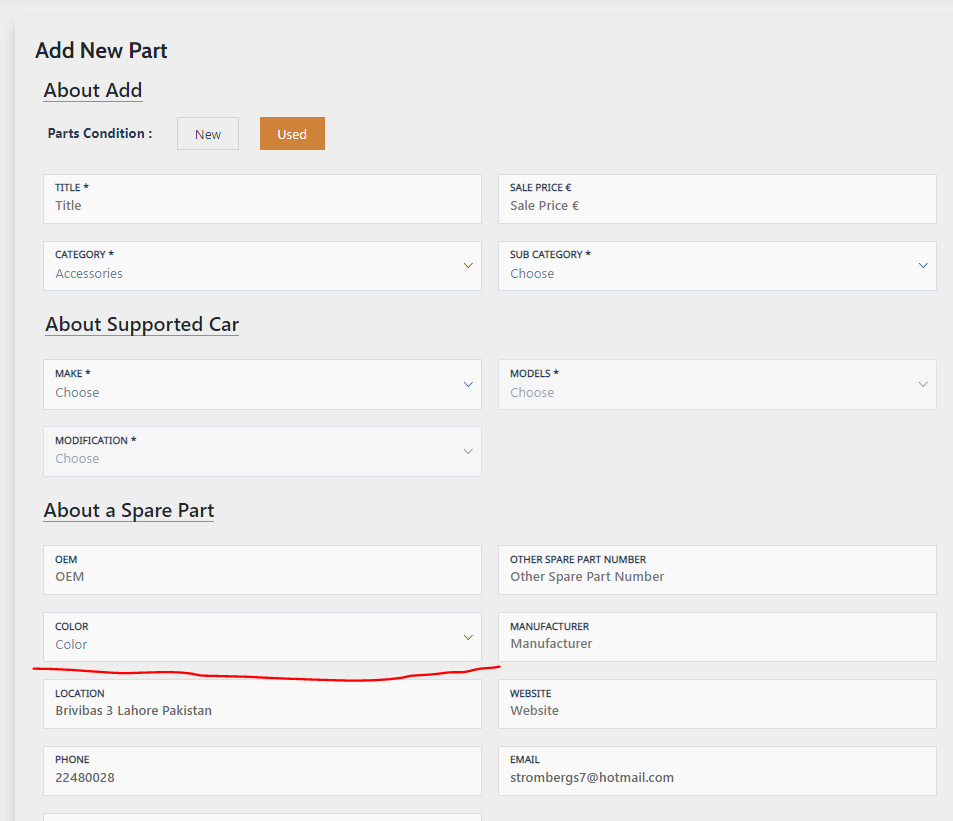 Add New Part
About Add
Parts Condition : New Used
TITLE * SALE PRICE €
Title Sale Price €
CATEGORY * SUB CATEGORY *
Accessories Choose
About Supported Car
MAKE * MODELS *
Choose Choose
MODIFICATION *
Choose
About a Spare Part
OEM OTHER SPARE PART NUMBER
OEM Other Spare Part Number
COLOR MANUFACTURER
Color Manufacturer
LOCATION WEBSITE
Brivibas 3 Lahore Pakistan Website
PHONE EMAIL
22480028 strombergs7@hotmail.com